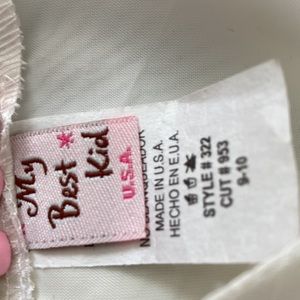 My
Best *
Kid
U.S.A.
MADE IN U.S.A.
HECHO EN E.U.A.
STYLE # 322
CUT # 953
9-10